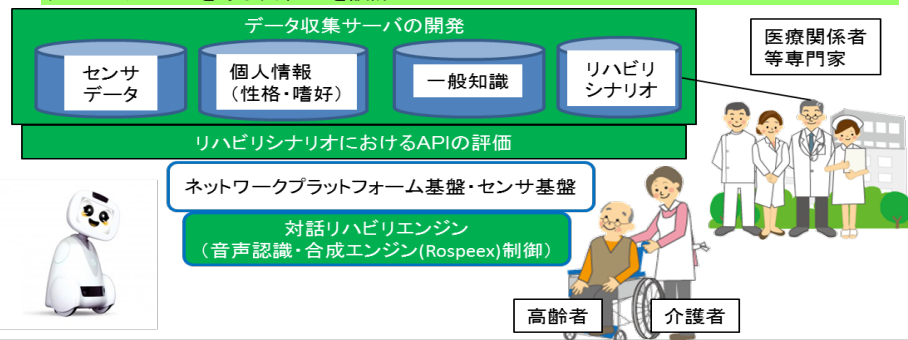 データ収集サーバの開発
センサ
データ
個人情報
（性格・嗜好）
一般知識
リハビリ
シナリオ
医療関係者
等専門家
リハビリシナリオにおけるAPIの評価
ネットワークプラットフォーム基盤・センサ基盤
対話リハビリエンジン
（音声認識・合成エンジン(Rospeex)制御）
高齢者
介護者